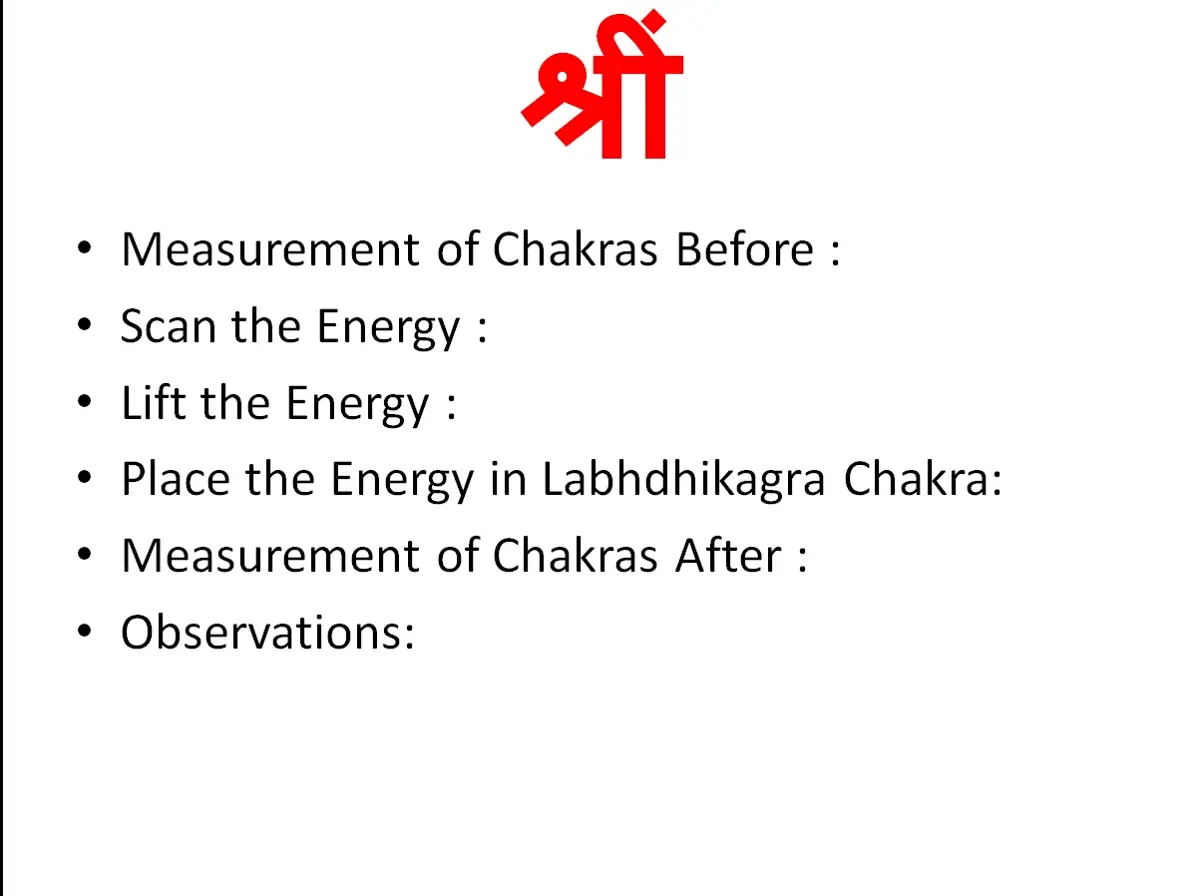 श्रीं
• Measurement of Chakras Before :
• Scan the Energy :
• Lift the Energy :
• Place the Energy in Labhdhikagra Chakra:
• Measurement of Chakras After :
• Observations: